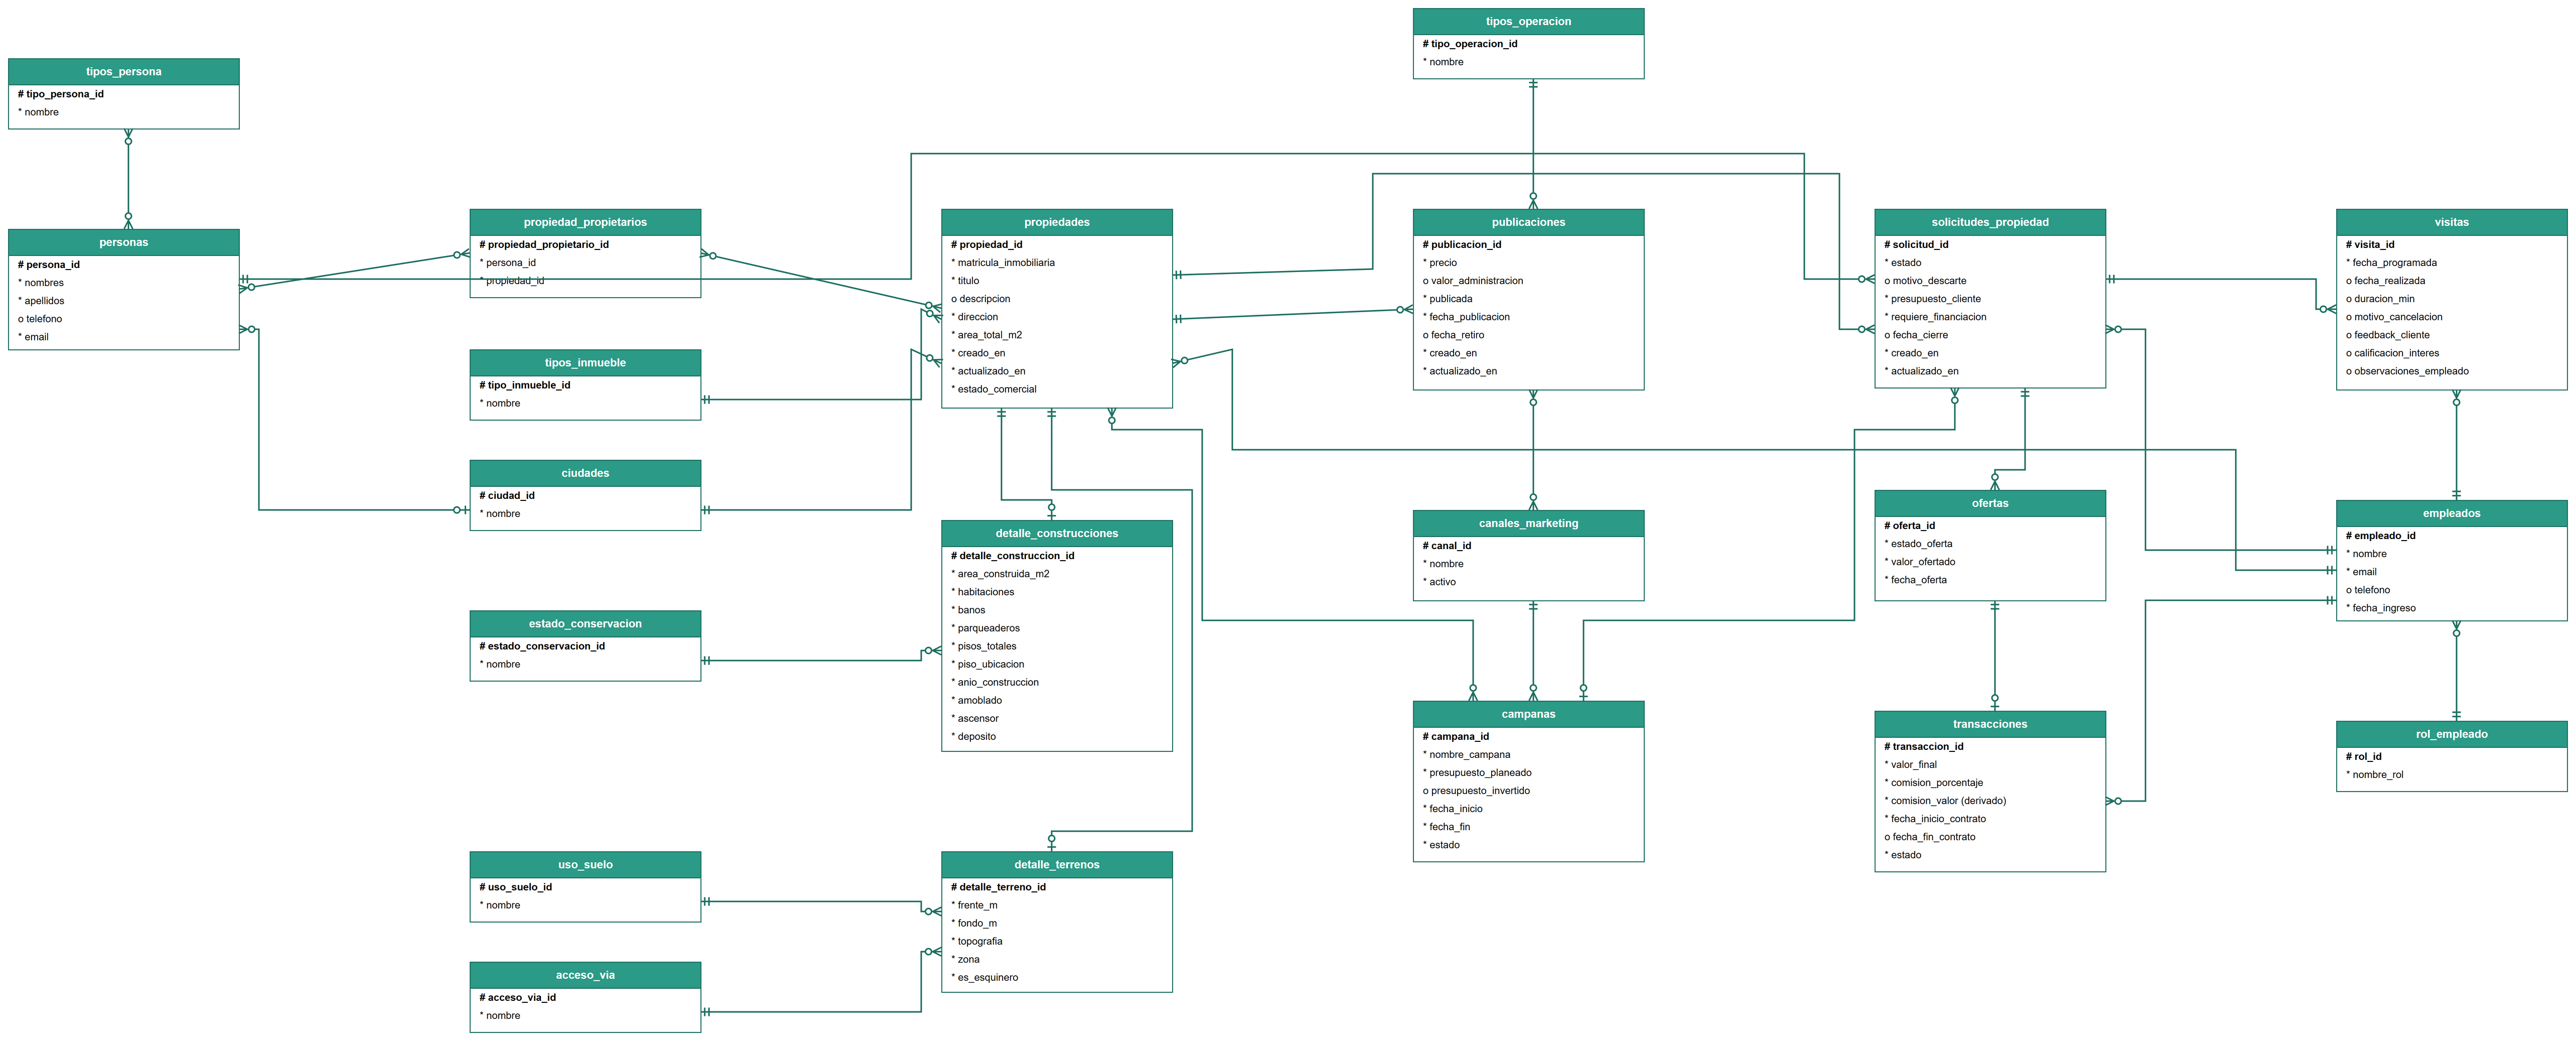 tipos_operacion
# tipo_operacion_id
* nombre
tipos_persona
# tipo_persona_id
* nombre
personas
# persona_id
* nombres
* apellidos
o telefono
* email
propiedad_propietarios
# propiedad_propietario_id
* persona_id
* propiedad_id
tipos_inmueble
# tipo_inmueble_id
* nombre
ciudades
# ciudad_id
* nombre
estado_conservacion
# estado_conservacion_id
* nombre
uso_suelo
# uso_suelo_id
* nombre
acceso_via
# acceso_via_id
* nombre
propiedades
# propiedad_id
* matricula_inmobiliaria
* titulo
o descripcion
* direccion
* area_total_m2
* creado_en
* actualizado_en
* estado_comercial
detalle_construcciones
# detalle_construccion_id
* area_construida_m2
* habitaciones
* banos
* parqueaderos
* pisos_totales
* piso_ubicacion
* anio_construccion
* amoblado
* ascensor
* deposito
detalle_terrenos
# detalle_terreno_id
* frente_m
* fondo_m
* topografia
* zona
* es_esquinero
publicaciones
# publicacion_id
* precio
o valor_administracion
* publicada
* fecha_publicacion
o fecha_retiro
* creado_en
* actualizado_en
canales_marketing
# canal_id
* nombre
* activo
campanas
# campana_id
* nombre_campana
* presupuesto_planeado
o presupuesto_invertido
* fecha_inicio
* fecha_fin
* estado
solicitudes_propiedad
# solicitud_id
* estado
o motivo_descarte
* presupuesto_cliente
* requiere_financiacion
o fecha_cierre
* creado_en
* actualizado_en
ofertas
# oferta_id
* estado_oferta
* valor_ofertado
* fecha_oferta
transacciones
# transaccion_id
* valor_final
* comision_porcentaje
* comision_valor (derivado)
* fecha_inicio_contrato
o fecha_fin_contrato
* estado
visitas
# visita_id
* fecha_programada
o fecha_realizada
o duracion_min
o motivo_cancelacion
o feedback_cliente
o calificacion_interes
o observaciones_empleado
empleados
# empleado_id
* nombre
* email
o telefono
* fecha_ingreso
rol_empleado
# rol_id
* nombre_rol